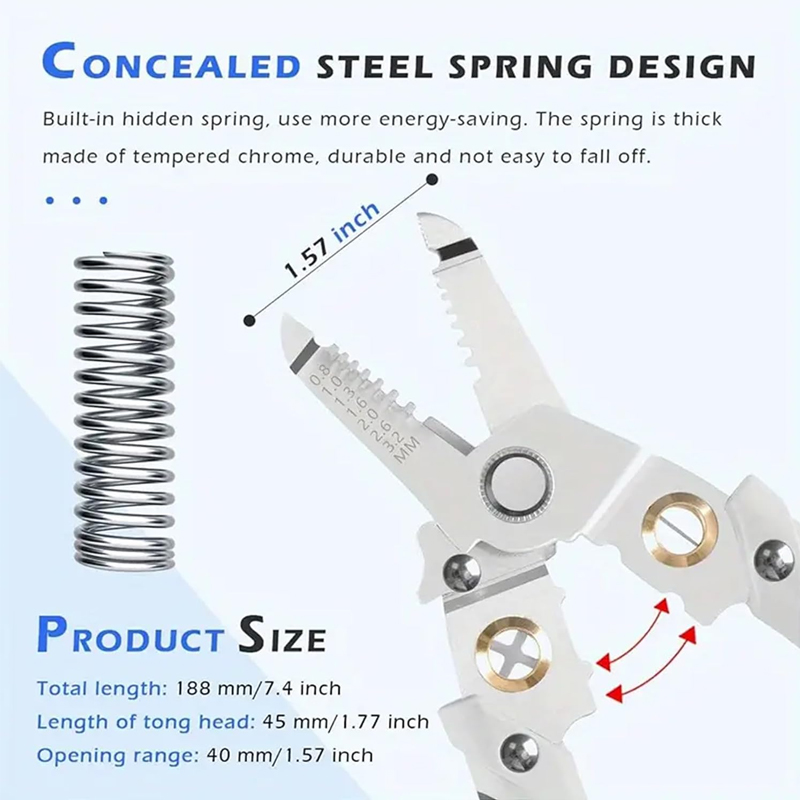 CONCEALED STEEL SPRING DESIGN
Built-in hidden spring, use more energy-saving. The spring is thick
made of tempered chrome, durable and not easy to fall off.
1.57 inch
0.8
1.0
1.3
1.6
2.0
2.6
3.2
MM
PRODUCT SIZE
Total length: 188 mm/7.4 inch
Length of tong head: 45 mm/1.77 inch
Opening range: 40 mm/1.57 inch